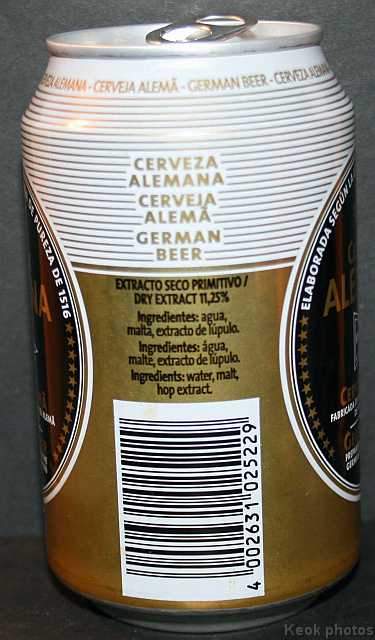 ALEMANA - CERVEJA ALEMÃ - GERMAN BEER - CERVEZA
CERVEZA
ALEMANA
CERVEJA
ALEMÃ
GERMAN
BEER
DE PUREZA DE 1516
ELABORADA SEGÚN
EXTRACTO SECO PRIMITIVO /
DRY EXTRACT 11,25%
Ingredientes: agua,
malta, extracto de lúpulo.
Ingredientes: água,
malte, extracto de lúpulo.
Ingredients: water, malt,
hop extract.
4 002631 025229
Keok photos